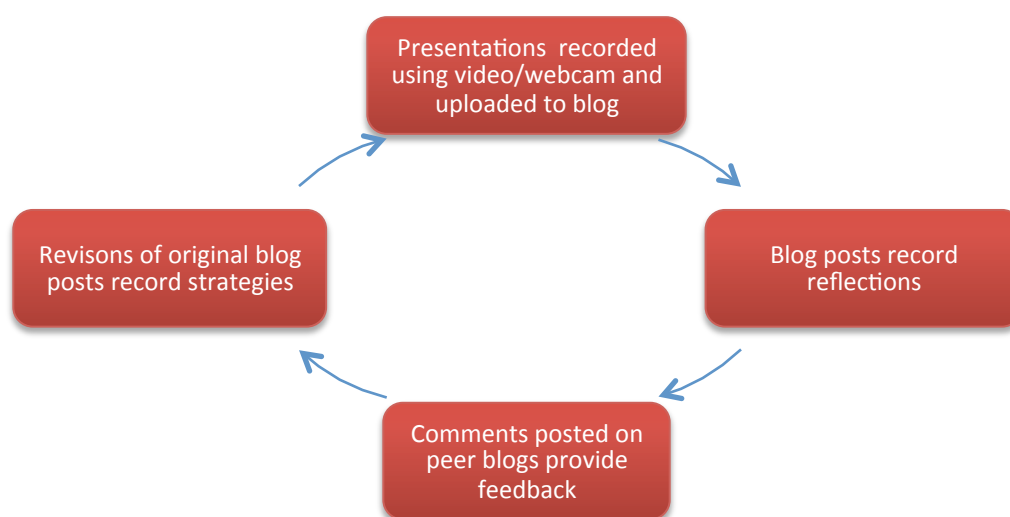 Presentations recorded
using video/webcam and
uploaded to blog
Revisons of original blog
posts record strategies
Blog posts record
reflections
Comments posted on
peer blogs provide
feedback